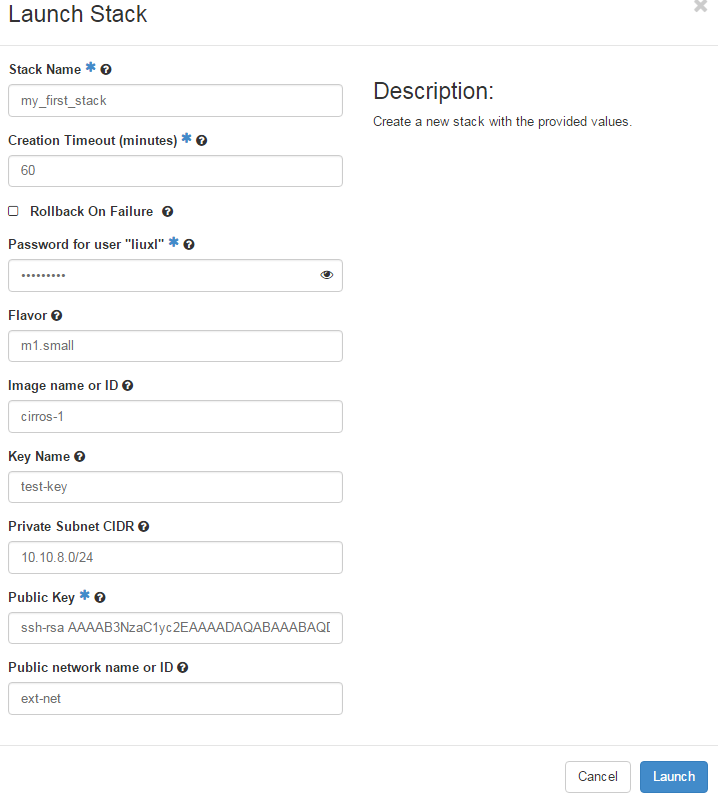 Launch Stack
Stack Name *
my_first_stack
Description:
Create a new stack with the provided values.
Creation Timeout (minutes) *
60
Rollback On Failure
Password for user "liuxl" *
•••••••••
Flavor
m1.small
Image name or ID
cirros-1
Key Name
test-key
Private Subnet CIDR
10.10.8.0/24
Public Key *
ssh-rsa AAAAB3NzaC1yc2EAAAADAQABAAABAQD
Public network name or ID
ext-net
Cancel Launch